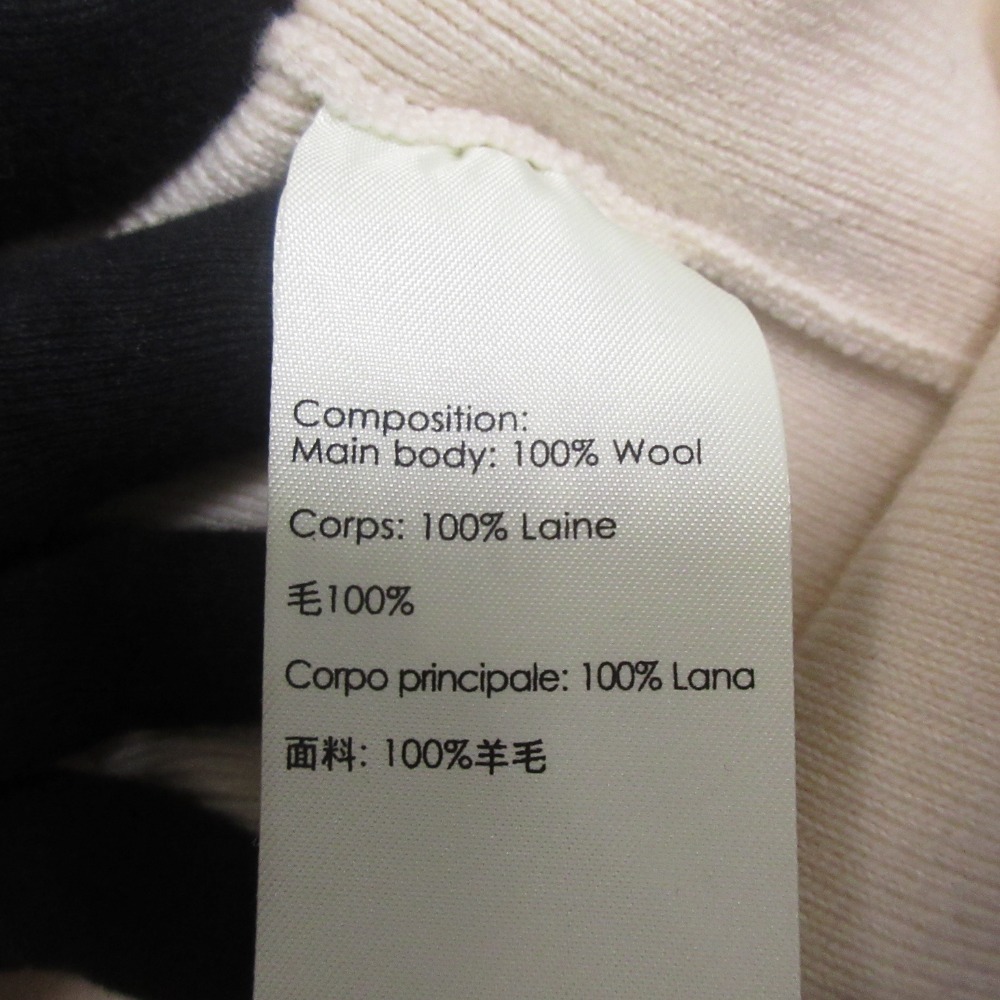 Composition:
Main body: 100% Wool
Corps: 100% Laine
毛100%
Corpo principale: 100% Lana
面料: 100%羊毛